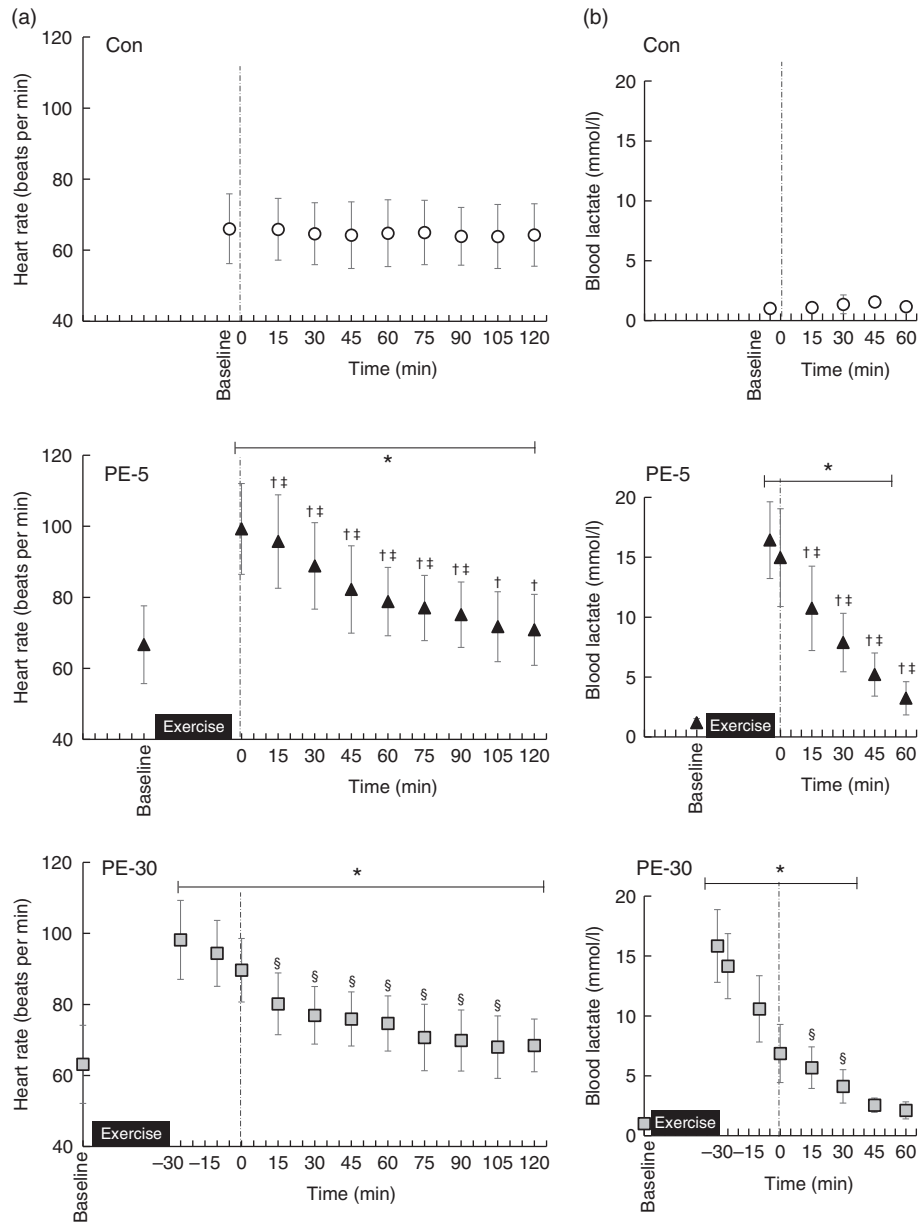 (a)
Con
Heart rate (beats per min)
120
100
80
60
40
Baseline
0 15 30 45 60 75 90 105 120
Time (min)
(b)
Con
Blood lactate (mmol/l)
20
15
10
5
0
Baseline
0 15 30 45 60
Time (min)
PE-5
*
Heart rate (beats per min)
120
100
80
60
40
†‡ †‡ †‡ †‡ †‡ †‡ † †
Exercise
Baseline
0 15 30 45 60 75 90 105 120
Time (min)
PE-5
*
Blood lactate (mmol/l)
20
15
10
5
0
†‡ †‡ †‡ †‡
Exercise
Baseline
0 15 30 45 60
Time (min)
PE-30
*
Heart rate (beats per min)
120
100
80
60
40
§ § § § § § §
Exercise
Baseline
–30 –15 0 15 30 45 60 75 90 105 120
Time (min)
PE-30
*
Blood lactate (mmol/l)
20
15
10
5
0
§ §
Exercise
Baseline
–30 –15 0 15 30 45 60
Time (min)